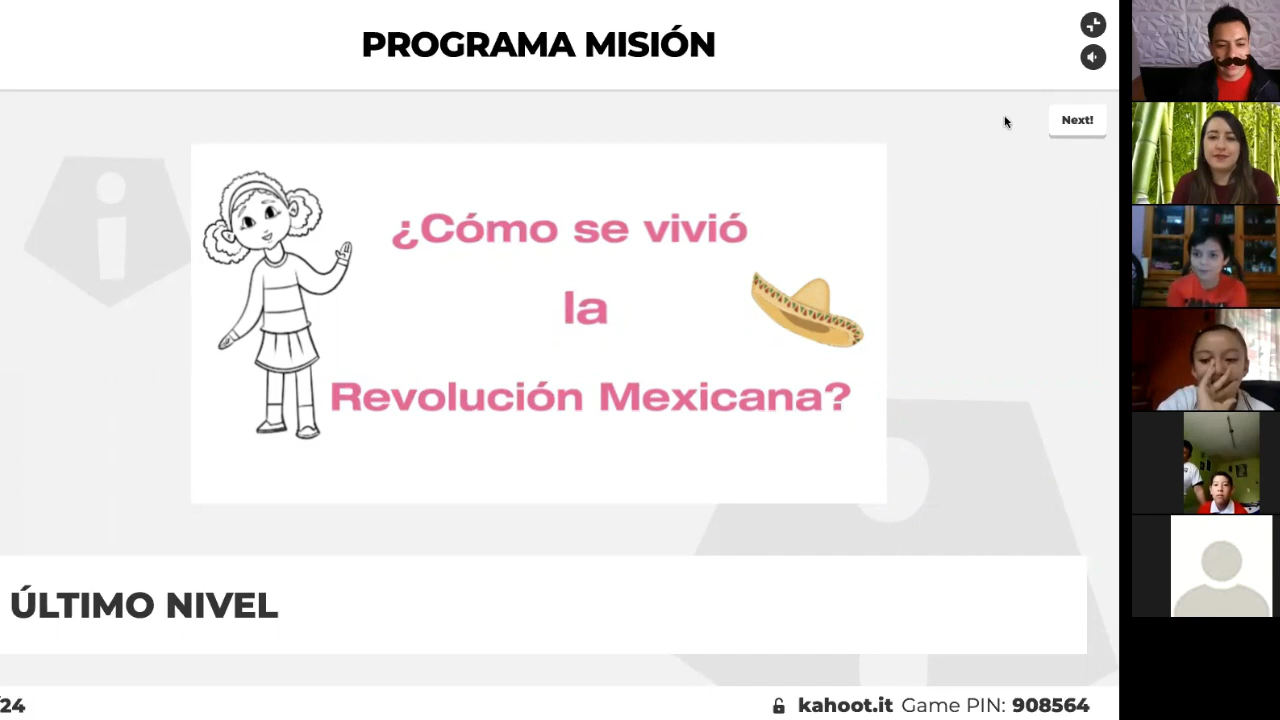 PROGRAMA MISIÓN
Next!
¿Cómo se vivió
la
Revolución Mexicana?
ÚLTIMO NIVEL
/24
kahoot.it Game PIN: 908564